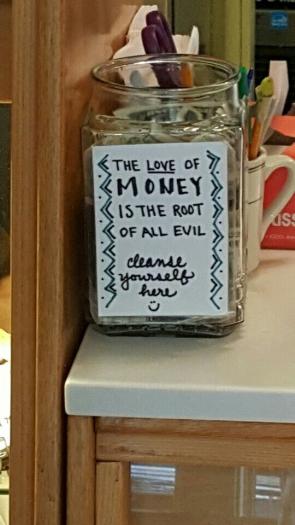 THE LOVE OF
MONEY
IS THE ROOT
OF ALL EVIL
cleanse
yourself
here